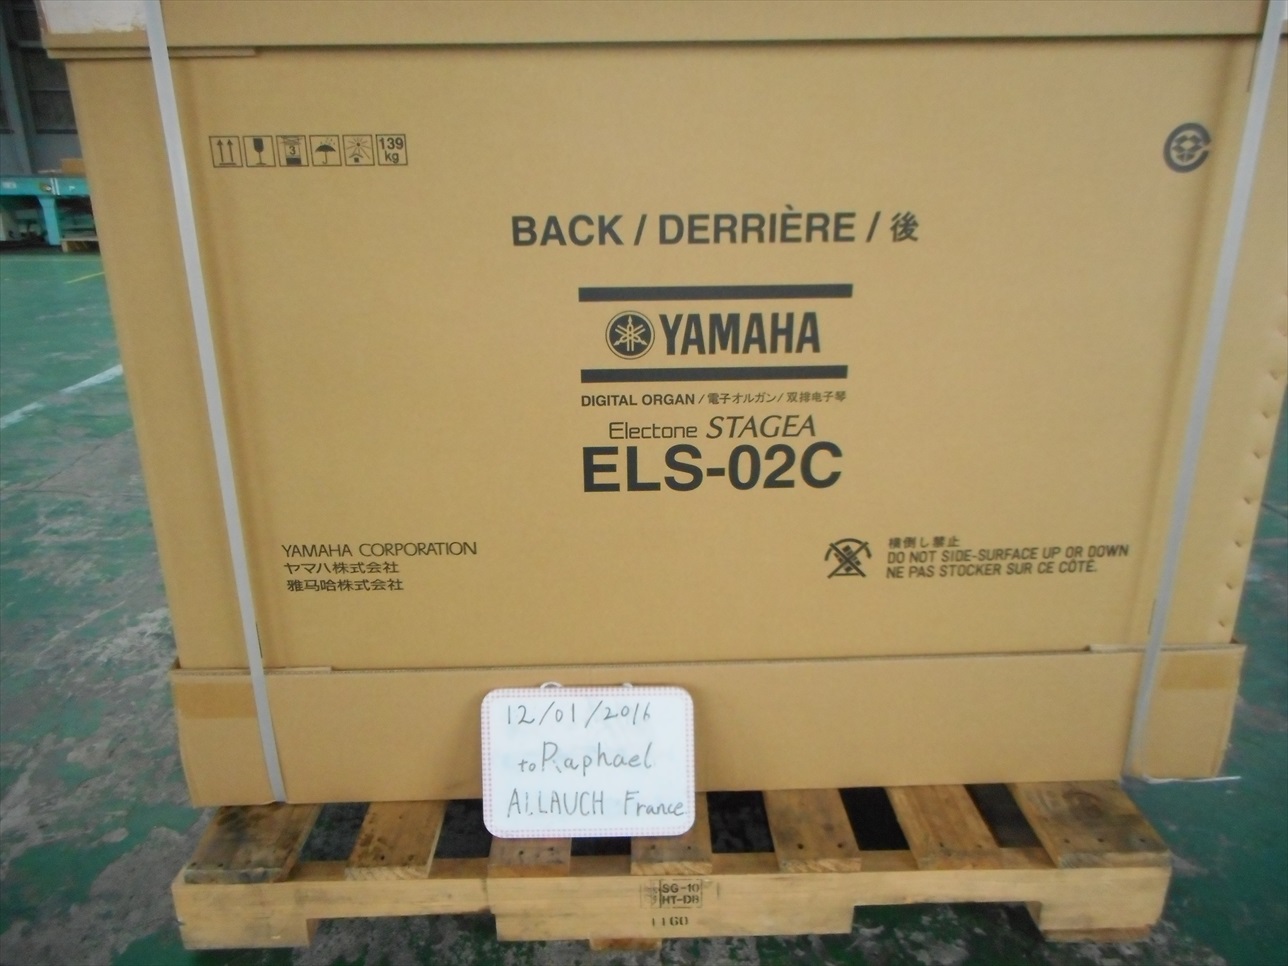 3
139
kg
BACK / DERRIÈRE / 後
YAMAHA
DIGITAL ORGAN / 電子オルガン / 双排电子琴
Electone STAGEA
ELS-02C
YAMAHA CORPORATION
ヤマハ株式会社
雅马哈株式会社
横倒し禁止
DO NOT SIDE-SURFACE UP OR DOWN
NE PAS STOCKER SUR CE CÔTÉ.
12/01/2016
to Raphael
ALLAUCH France
SG-10
HT-DB
1160